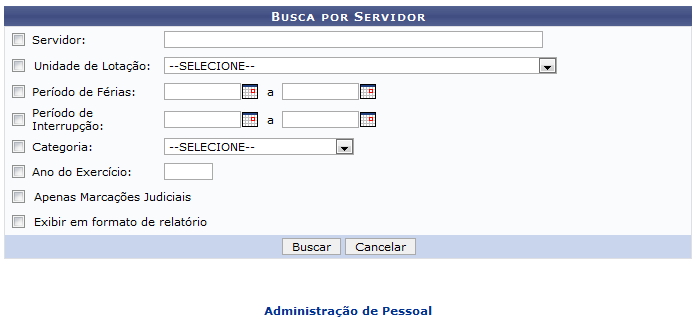 BUSCA POR SERVIDOR
Servidor:
Unidade de Lotação: --SELECIONE--
Período de Férias: a
Período de
Interrupção: a
Categoria: --SELECIONE--
Ano do Exercício:
Apenas Marcações Judiciais
Exibir em formato de relatório
Buscar Cancelar
Administração de Pessoal